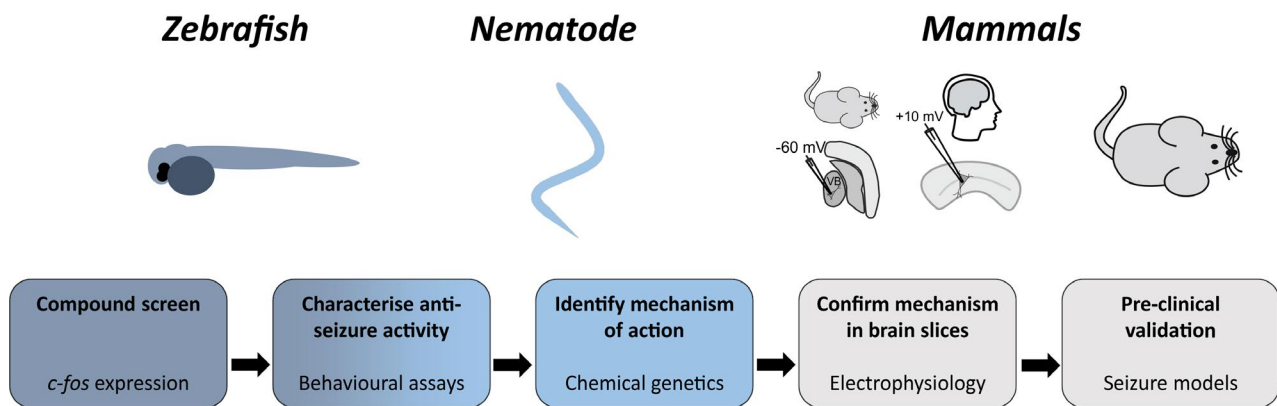 Zebrafish
Nematode
Mammals
+10 mV
-60 mV
VB
Compound screen
c-fos expression
Characterise anti-
seizure activity
Behavioural assays
Identify mechanism
of action
Chemical genetics
Confirm mechanism
in brain slices
Electrophysiology
Pre-clinical
validation
Seizure models